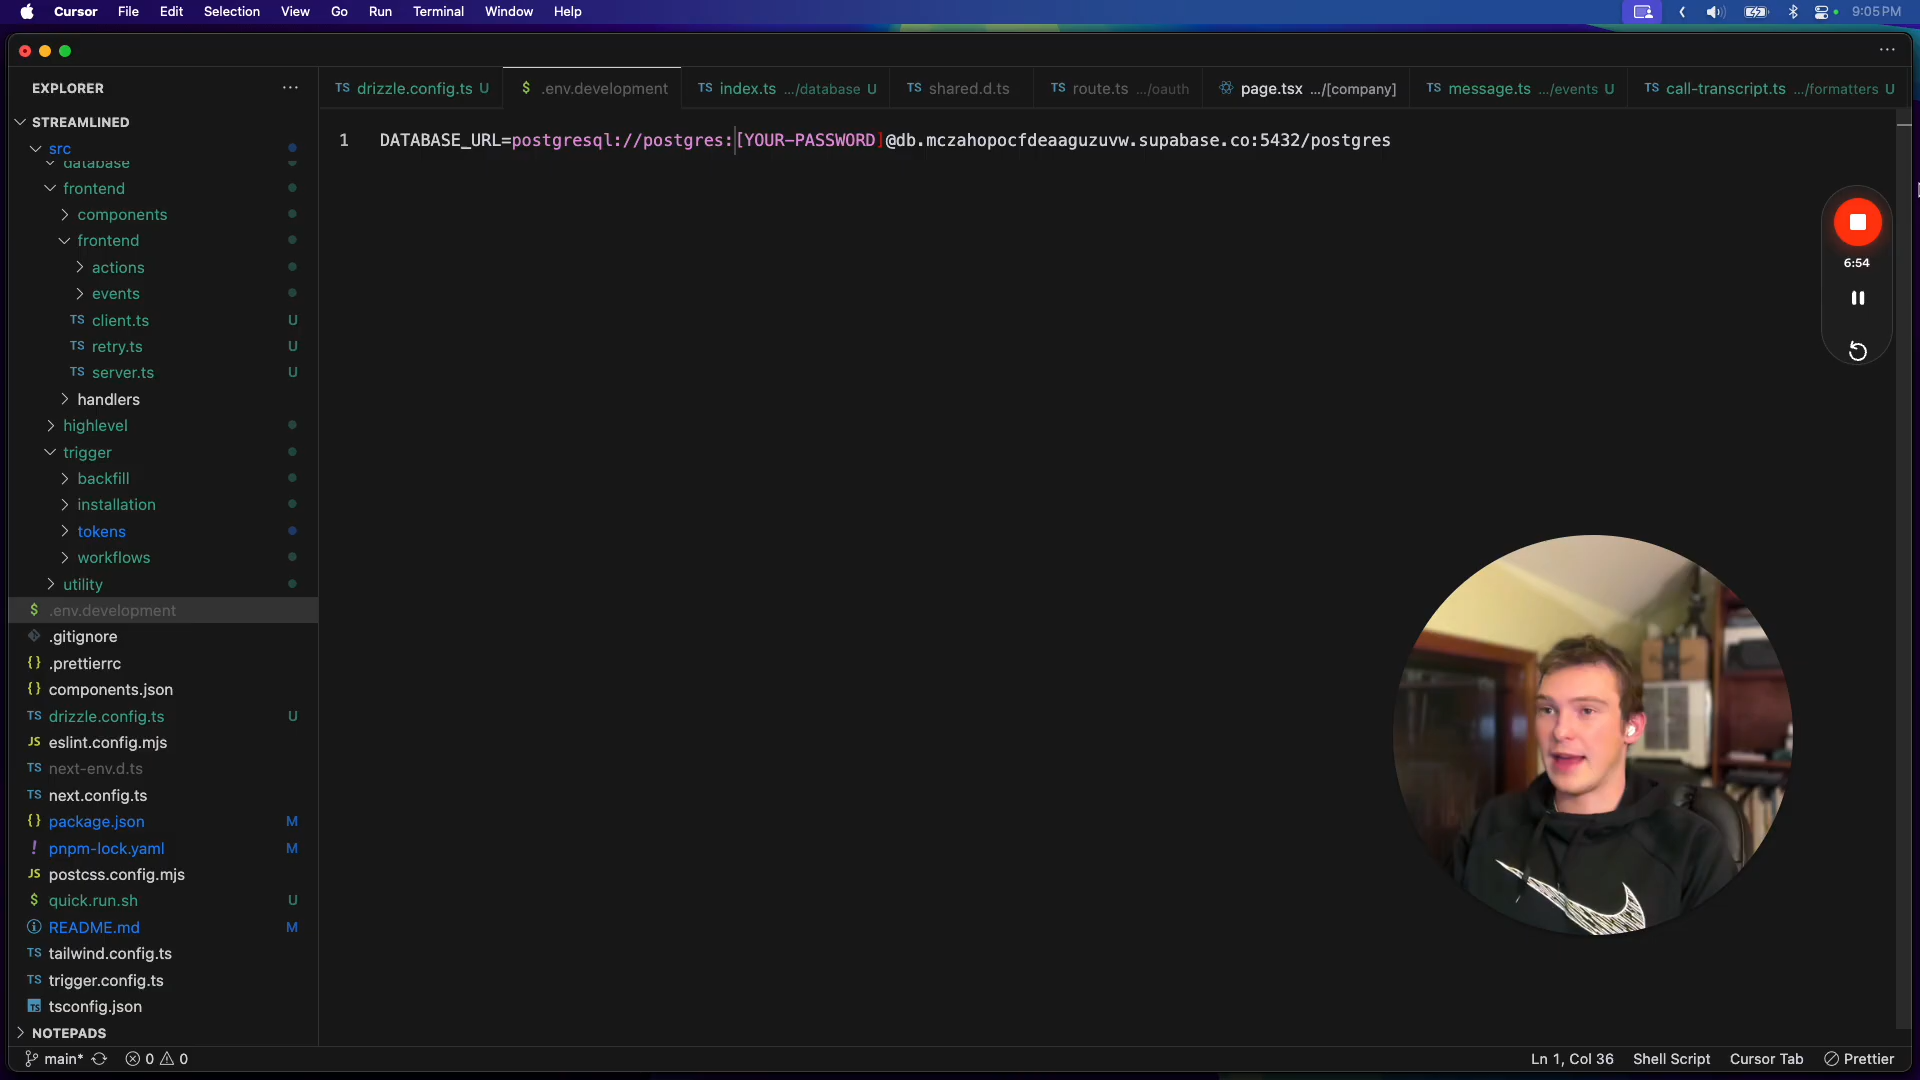 Cursor File Edit Selection View Go Run Terminal Window Help 9:05PM
EXPLORER
STREAMLINED
src
database
frontend
components
frontend
actions
events
TS client.ts U
TS retry.ts U
TS server.ts U
handlers
highlevel
trigger
backfill
installation
tokens
workflows
utility
$ .env.development
.gitignore
{} .prettierrc
{} components.json
TS drizzle.config.ts U
JS eslint.config.mjs
TS next-env.d.ts
TS next.config.ts
{} package.json M
! pnpm-lock.yaml M
JS postcss.config.mjs
$ quick.run.sh U
README.md M
TS tailwind.config.ts
TS trigger.config.ts
TS tsconfig.json
NOTEPADS
TS drizzle.config.ts U $ .env.development TS index.ts .../database U TS shared.d.ts TS route.ts .../oauth page.tsx .../[company] TS message.ts .../events U TS call-transcript.ts .../formatters U
1 DATABASE_URL=postgresql://postgres:[YOUR-PASSWORD]@db.mczahopocfdeaaguzuvw.supabase.co:5432/postgres
6:54
main* 0 0 Ln 1, Col 36 Shell Script Cursor Tab Prettier